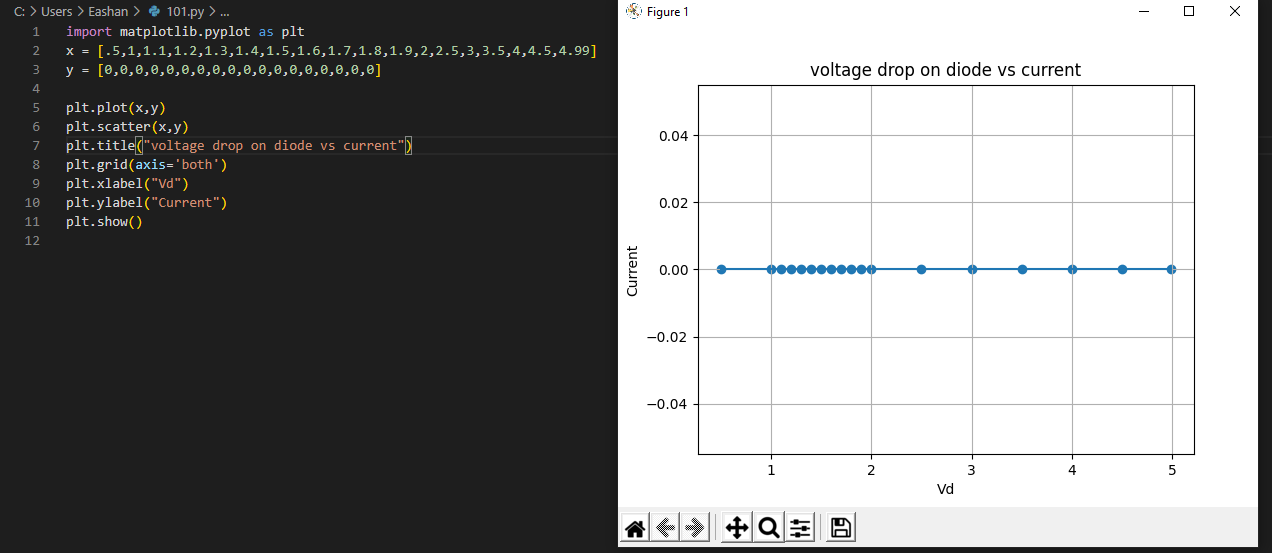 C: > Users > Eashan > 101.py > ...
1 import matplotlib.pyplot as plt
2 x = [.5,1,1.1,1.2,1.3,1.4,1.5,1.6,1.7,1.8,1.9,2,2.5,3,3.5,4,4.5,4.99]
3 y = [0,0,0,0,0,0,0,0,0,0,0,0,0,0,0,0,0,0]
4
5 plt.plot(x,y)
6 plt.scatter(x,y)
7 plt.title("voltage drop on diode vs current")
8 plt.grid(axis='both')
9 plt.xlabel("Vd")
10 plt.ylabel("Current")
11 plt.show()
12
Figure 1
voltage drop on diode vs current
Current
0.04
0.02
0.00
−0.02
−0.04
1 2 3 4 5
Vd